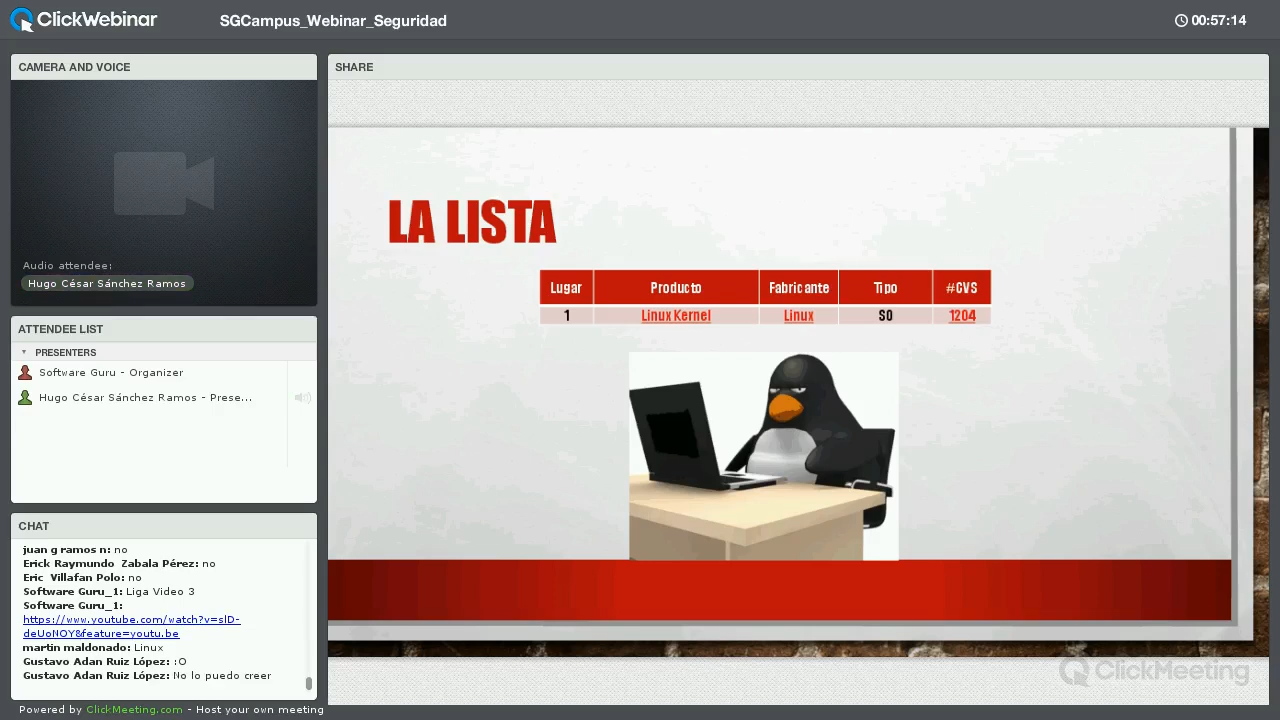 ClickWebinar
SGCampus_Webinar_Seguridad
00:57:14
CAMERA AND VOICE
Audio attendee:
Hugo César Sánchez Ramos
ATTENDEE LIST
PRESENTERS
Software Guru - Organizer
Hugo César Sánchez Ramos - Prese...
CHAT
juan g ramos n: no
Erick Raymundo Zabala Pérez: no
Eric Villafan Polo: no
Software Guru_1: Liga Video 3
Software Guru_1:
https://www.youtube.com/watch?v=slD-
deUoNOY&feature=youtu.be
martin maldonado: Linux
Gustavo Adan Ruiz López: :O
Gustavo Adan Ruiz López: No lo puedo creer
Powered by ClickMeeting.com - Host your own meeting
SHARE
LA LISTA
Lugar Producto Fabricante Tipo #CVS
1 Linux Kernel Linux SO 1204
ClickMeeting